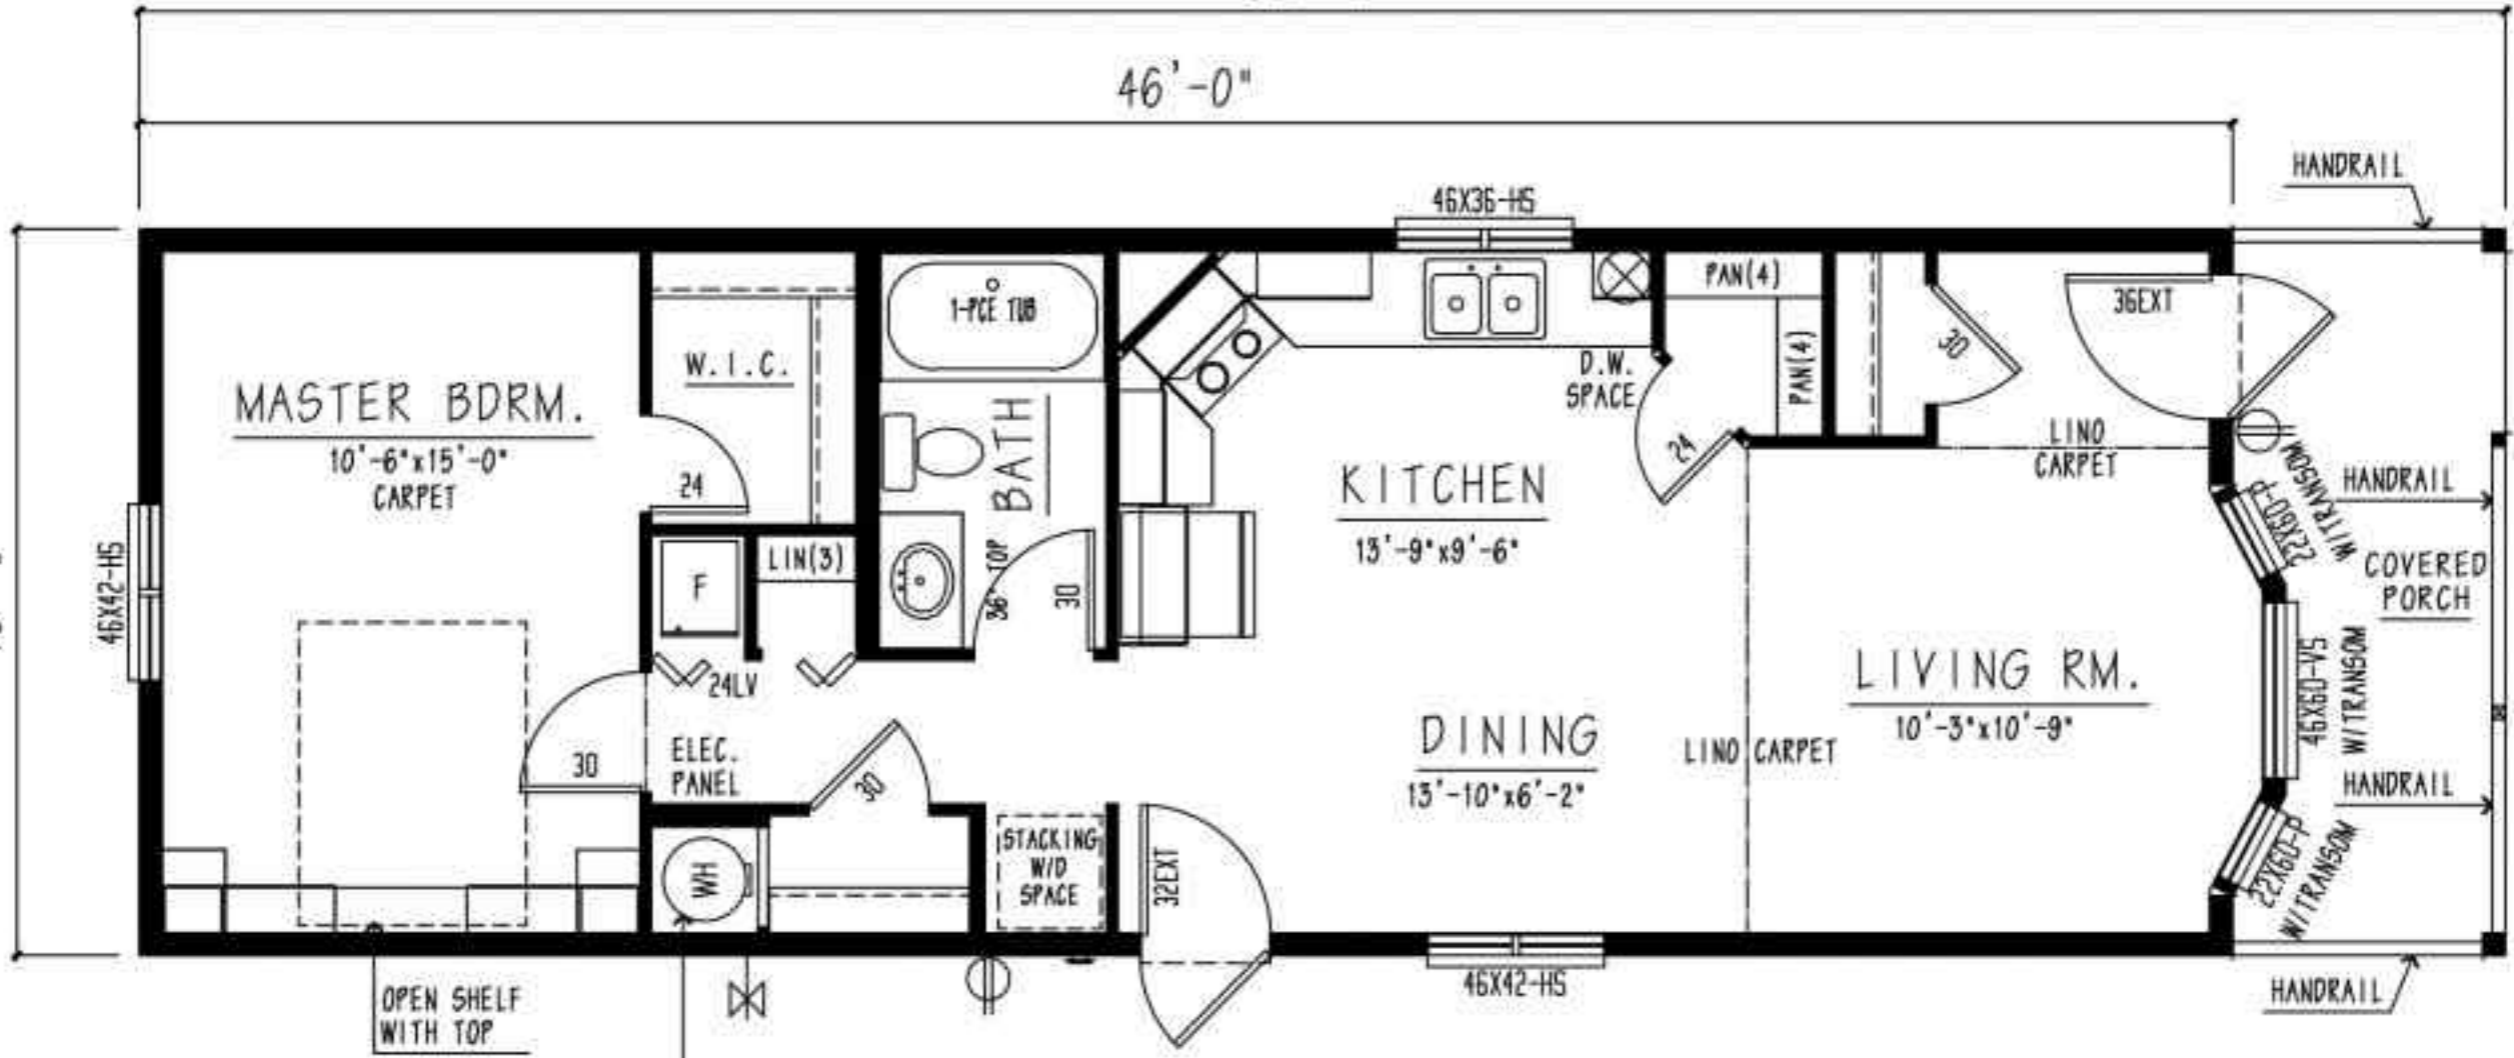 46'-0"
HANDRAIL
46X36-HS
1-PCE TUB
PAN(4)
36EXT
30
W.I.C.
PAN(4)
D.W.
SPACE
MASTER BDRM.
10'-6"x15'-0"
CARPET
24
BATH
KITCHEN
13'-9"x9'-6"
24
LINO
CARPET
HANDRAIL
22X60-P
W/TRANSOM
COVERED
PORCH
46X42-HS
LIN(3)
F
36" TOP
30
24LV
LIVING RM.
10'-3"x10'-9"
46X60-VS
W/TRANSOM
DINING
13'-10"x6'-2"
LINO CARPET
ELEC.
PANEL
30
30
HANDRAIL
WH
STACKING
W/D
SPACE
32EXT
22X60-P
W/TRANSOM
46X42-HS
OPEN SHELF
WITH TOP
HANDRAIL